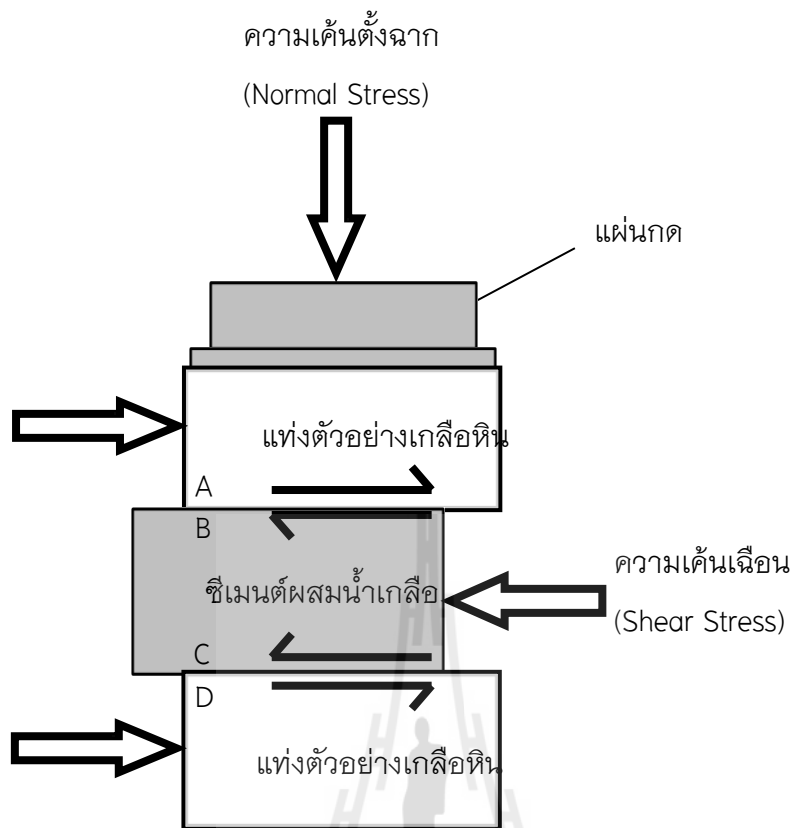 ความเค้นตั้งฉาก
(Normal Stress)
แผ่นกด
แท่งตัวอย่างเกลือหิน
A
B
ซีเมนต์ผสมน้ำเกลือ
ความเค้นเฉือน
(Shear Stress)
C
D
แท่งตัวอย่างเกลือหิน